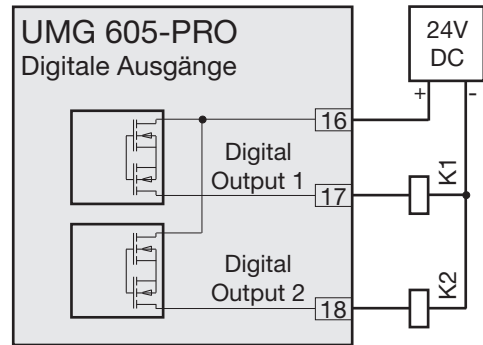 UMG 605-PRO
Digitale Ausgänge
24V
DC
+ -
16
Digital
Output 1
17
K1
Digital
Output 2
18
K2